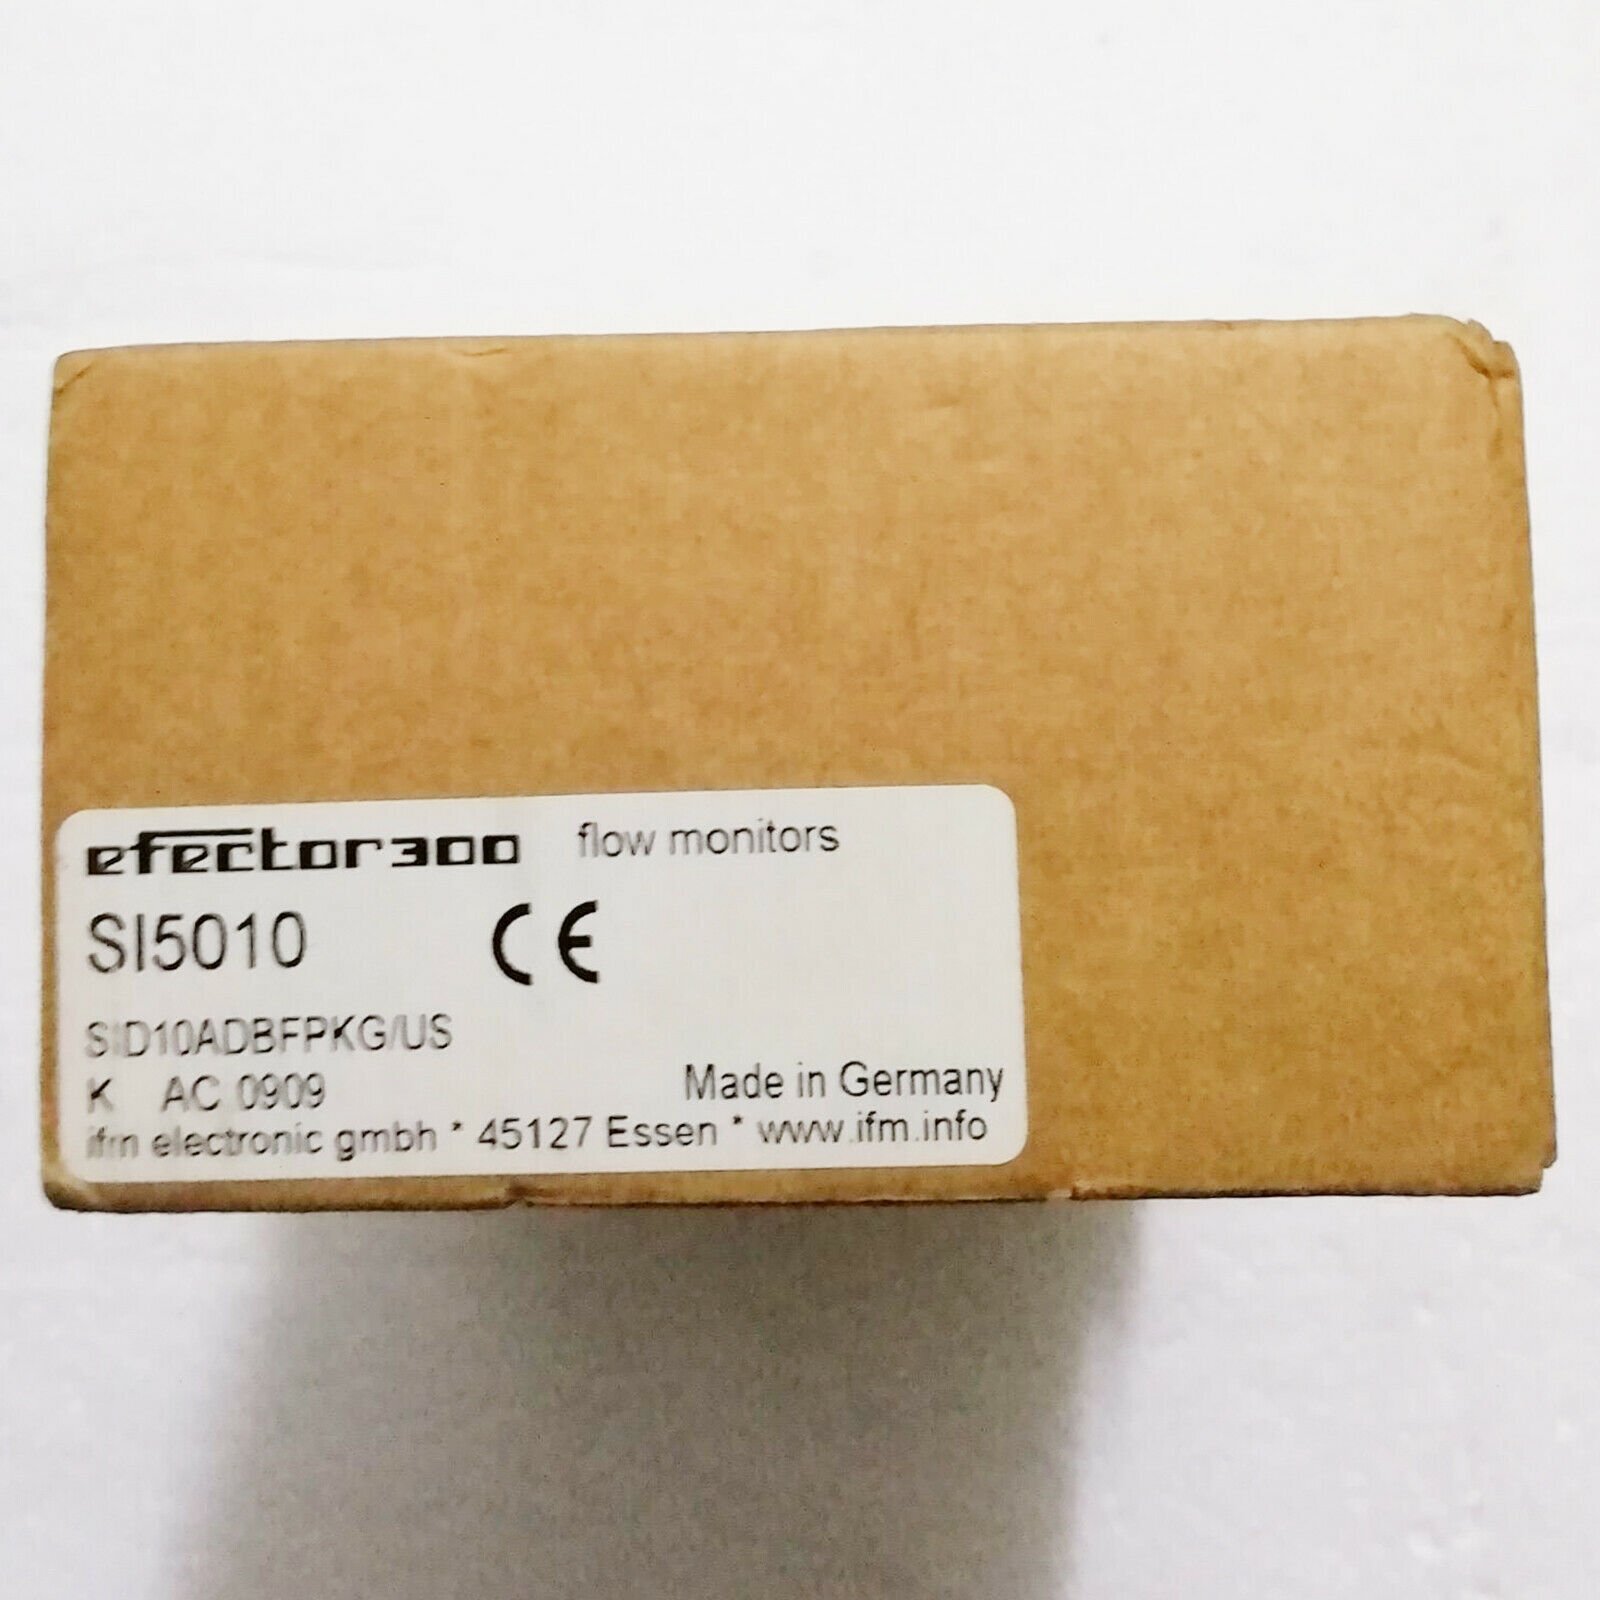 efector300 flow monitors
SI5010 CE
SID10ADBFPKG/US
K AC 0909 Made in Germany
ifm electronic gmbh * 45127 Essen * www.ifm.info